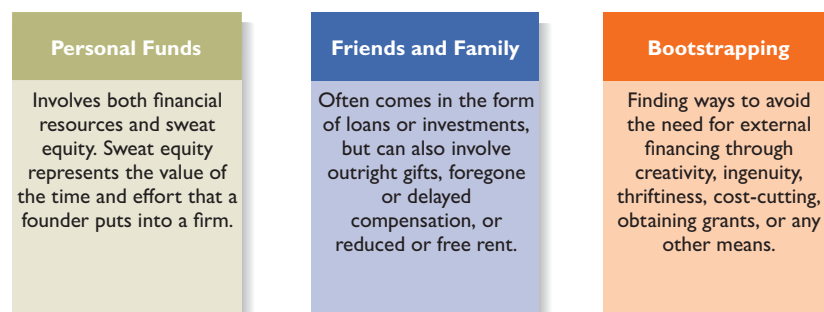 Personal Funds
Involves both financial
resources and sweat
equity. Sweat equity
represents the value of
the time and effort that a
founder puts into a firm.
Friends and Family
Often comes in the form
of loans or investments,
but can also involve
outright gifts, foregone
or delayed
compensation, or
reduced or free rent.
Bootstrapping
Finding ways to avoid
the need for external
financing through
creativity, ingenuity,
thriftiness, cost-cutting,
obtaining grants, or any
other means.